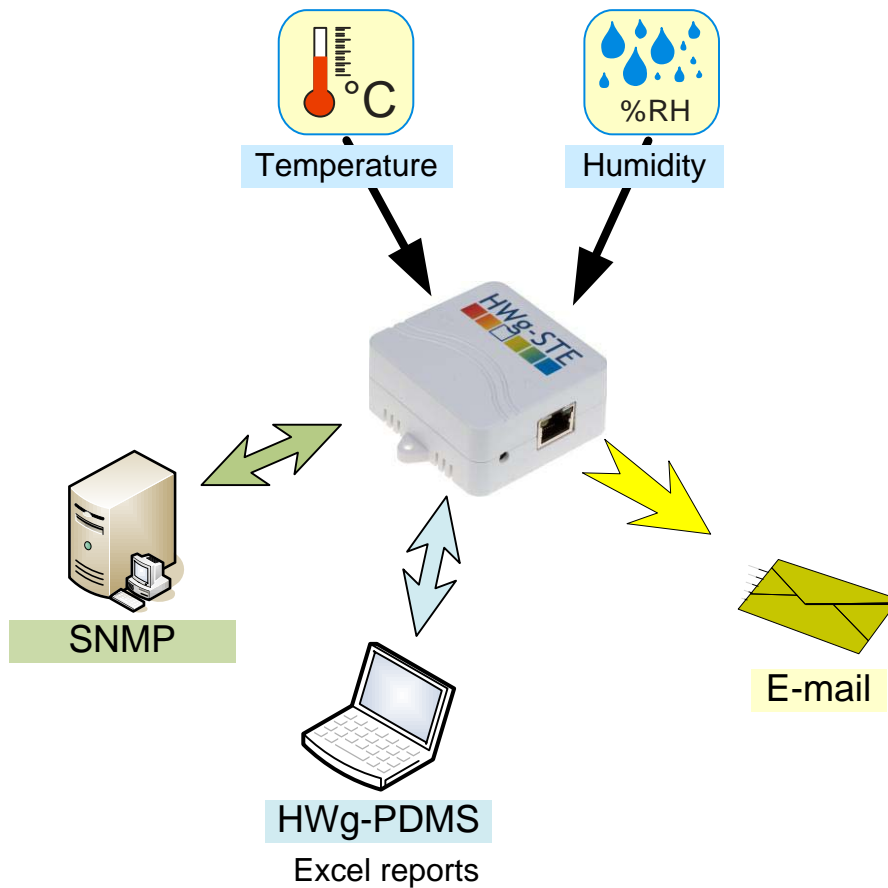 °C
%RH
Temperature
Humidity
HWg-STE
SNMP
E-mail
HWg-PDMS
Excel reports